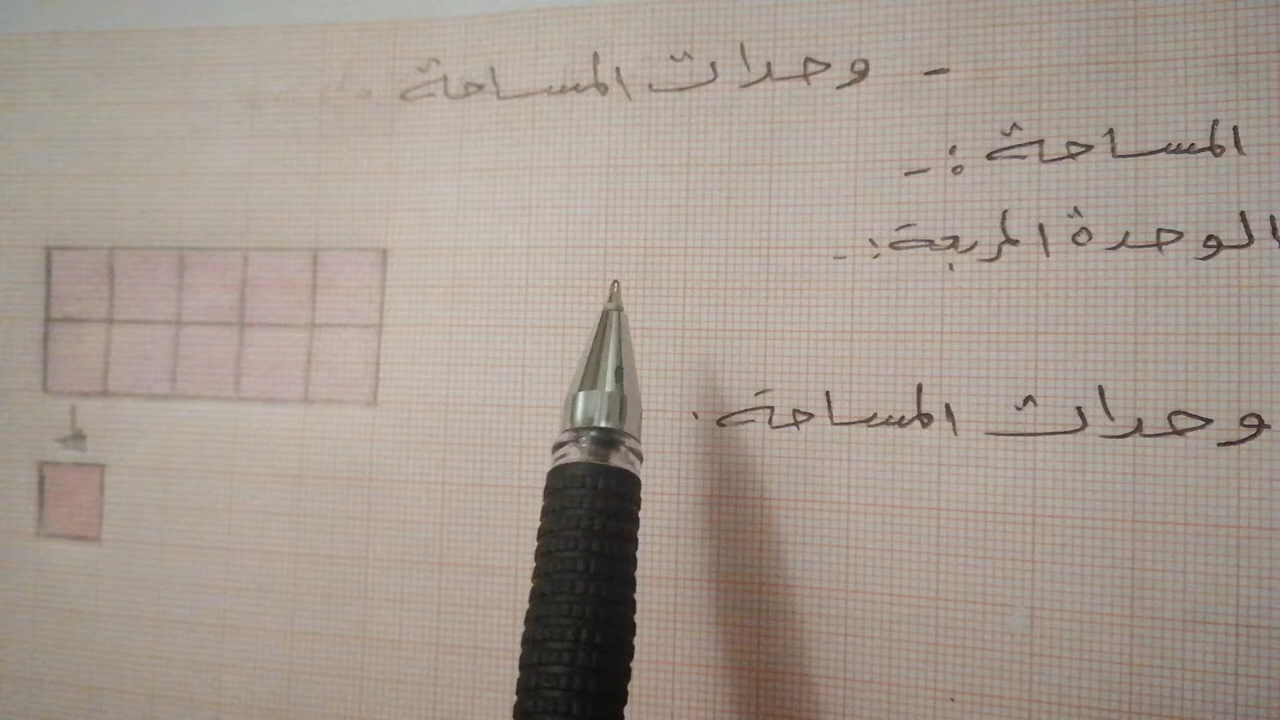 - وحدات المساحة
المساحة :-
الوحدة المربعة :-
وحدات المساحة .